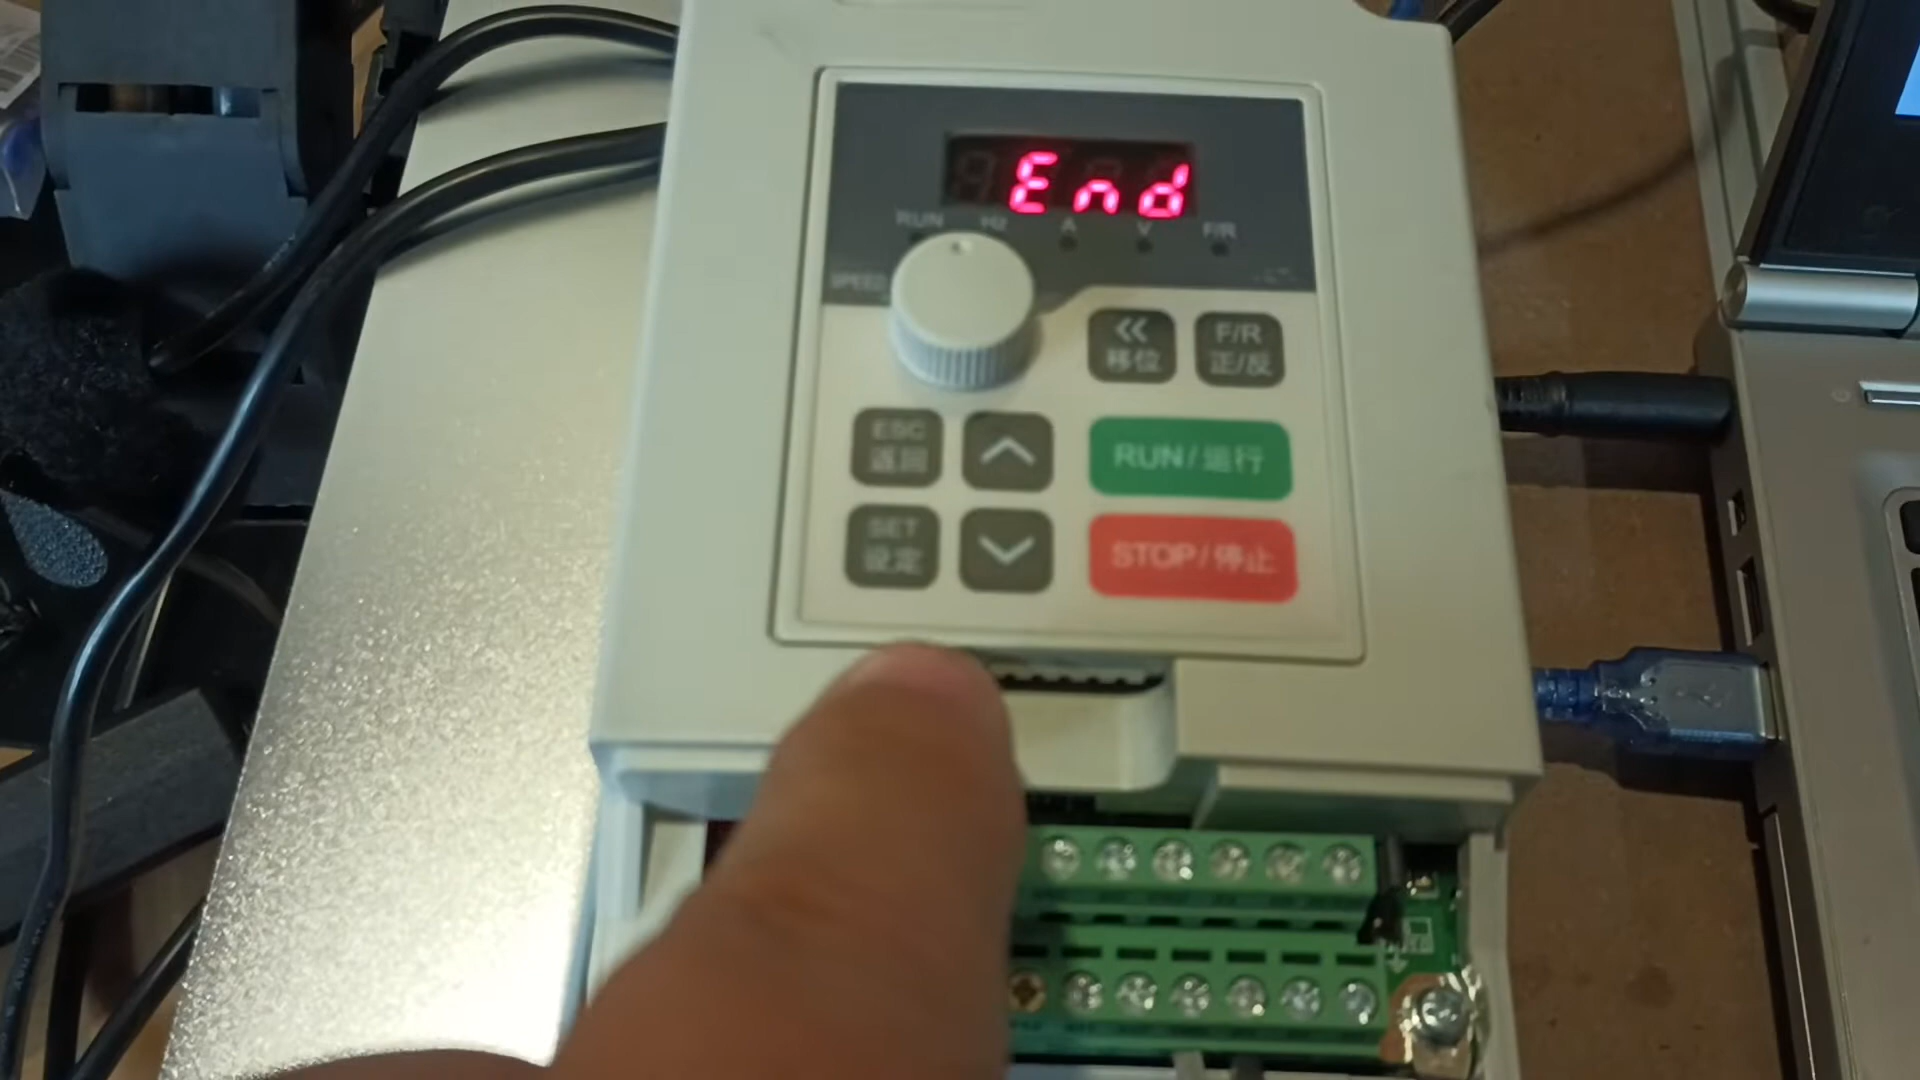 End
RUN Hz A V F/R
SPEED
移位
F/R
正/反
ESC
返回
RUN/运行
SET
设定
STOP/停止